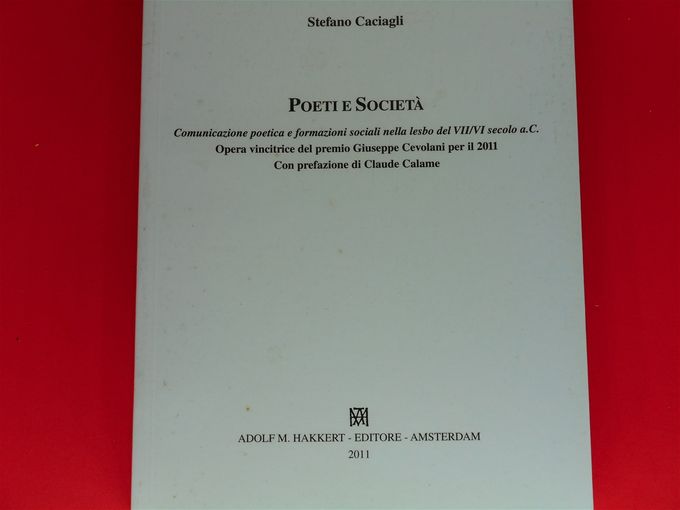 Stefano Caciagli
POETI E SOCIETÀ
Comunicazione poetica e formazioni sociali nella lesbo del VII/VI secolo a.C.
Opera vincitrice del premio Giuseppe Cevolani per il 2011
Con prefazione di Claude Calame
ADOLF M. HAKKERT - EDITORE - AMSTERDAM
2011